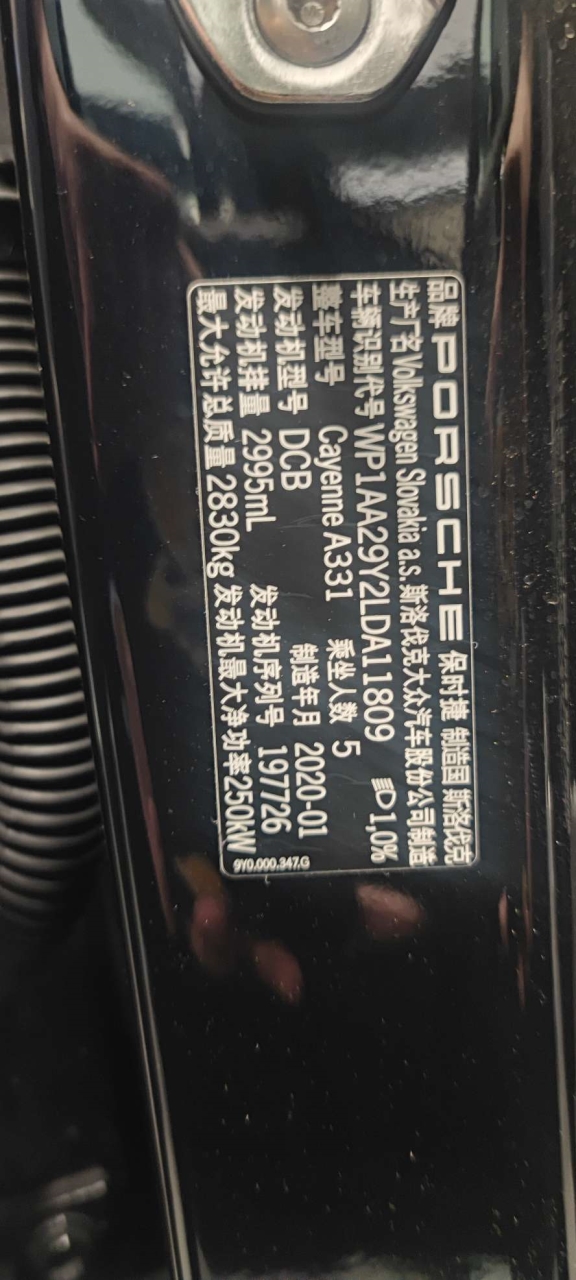 品牌 PORSCHE 保时捷 制造国 斯洛伐克
生产厂名 Volkswagen Slovakia a.s. 斯洛伐克大众汽车股份公司制造
车辆识别代号 WP1AA29Y2LDA11809 1,0%
整车型号 Cayenne A331 乘坐人数 5
发动机型号 DCB 制造年月 2020-01
发动机排量 2995mL 发动机序列号 197726
最大允许总质量 2830kg 发动机最大净功率 250kW
9Y0.000.347.G